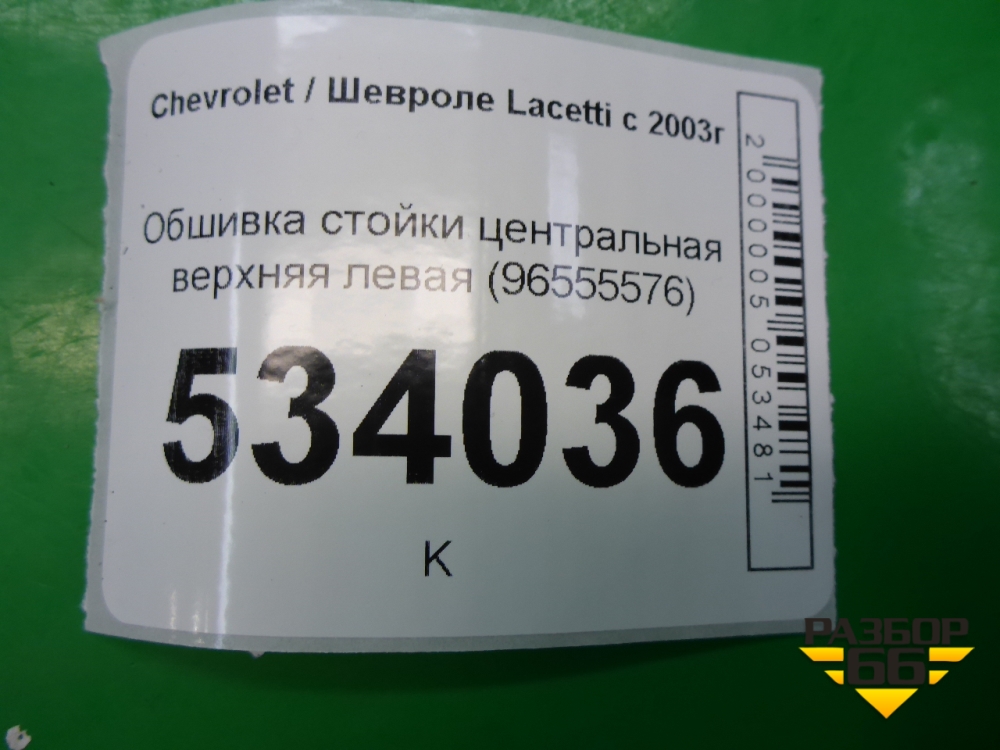 Chevrolet / Шевроле Lacetti с 2003г
Обшивка стойки центральная
верхняя левая (96555576)
534036
К
2000005053481
РАЗБОР
66